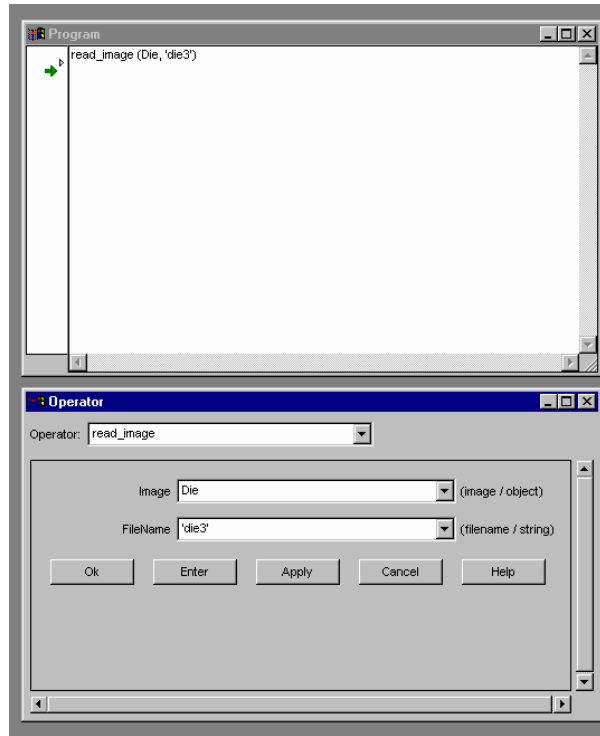 Program
read_image (Die, 'die3')
Operator
Operator: read_image
Image Die (image / object)
FileName 'die3' (filename / string)
Ok Enter Apply Cancel Help